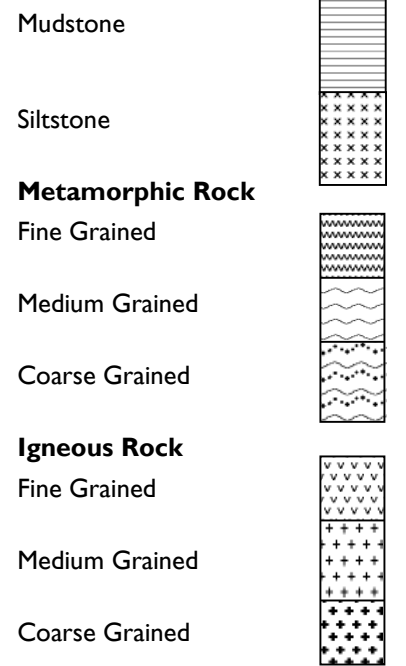 Mudstone
Siltstone
Metamorphic Rock
Fine Grained
Medium Grained
Coarse Grained
Igneous Rock
Fine Grained
Medium Grained
Coarse Grained